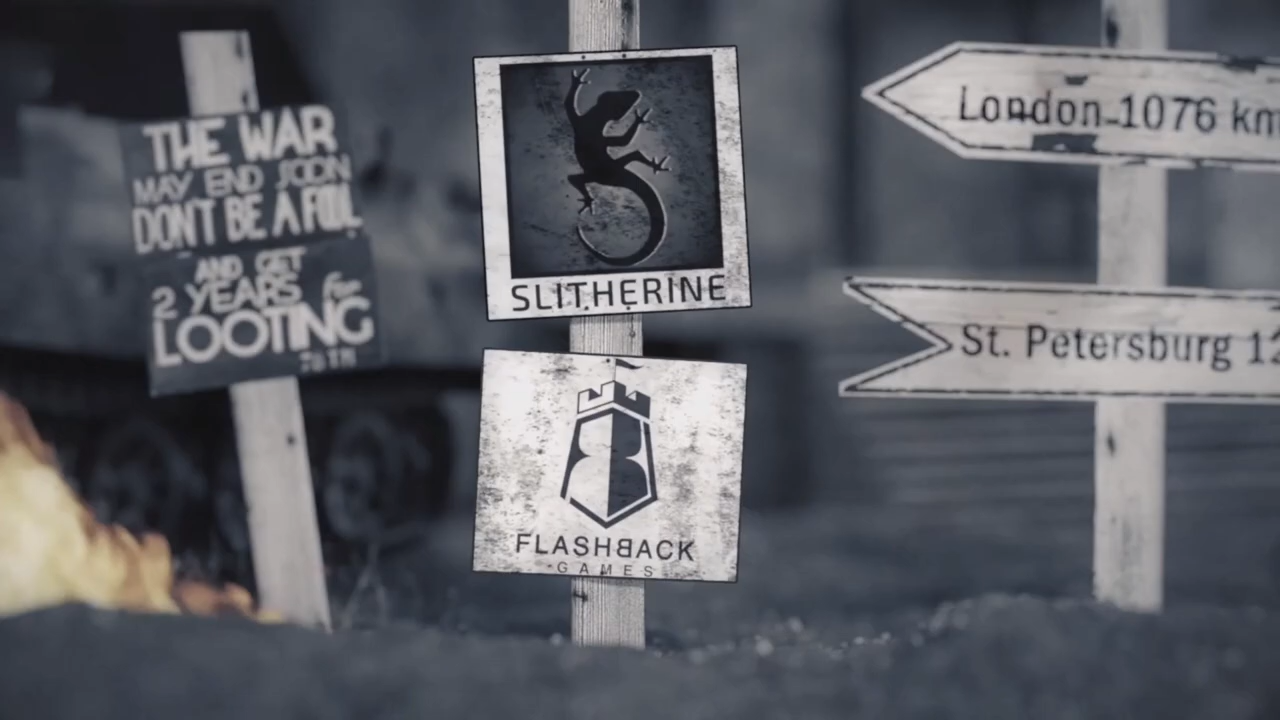 THE WAR
MAY END SOON
DON'T BE A FOOL
AND GET
2 YEARS for
LOOTING
SLITHERINE
FLASHBACK
GAMES
London 1076 km
St. Petersburg